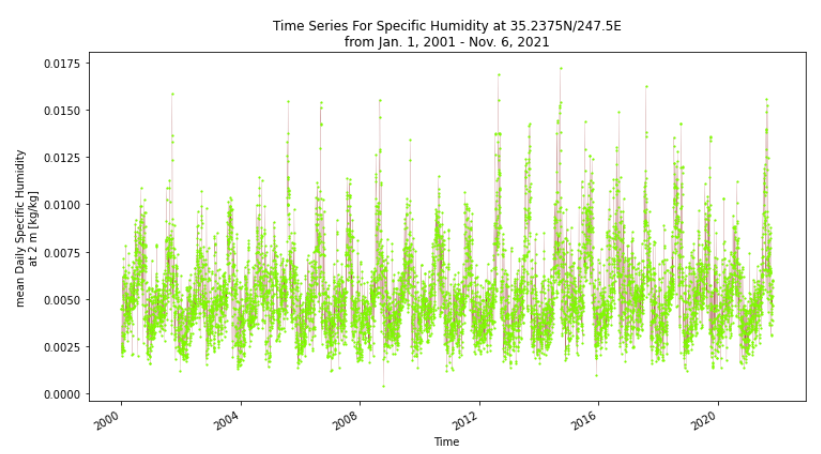 Time Series For Specific Humidity at 35.2375N/247.5E
from Jan. 1, 2001 - Nov. 6, 2021
mean Daily Specific Humidity
at 2 m [kg/kg]
0.0175
0.0150
0.0125
0.0100
0.0075
0.0050
0.0025
0.0000
2000
2004
2008
2012
2016
2020
Time